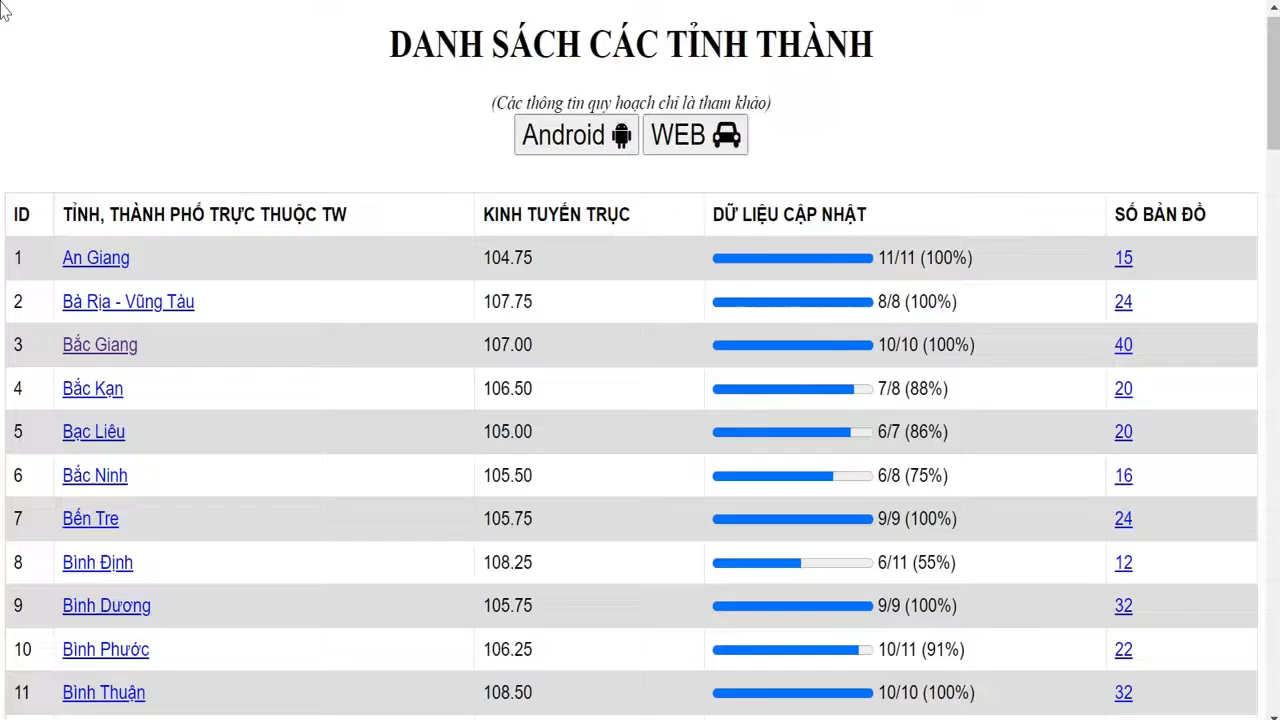 DANH SÁCH CÁC TỈNH THÀNH
(Các thông tin quy hoạch chỉ là tham khảo)
Android WEB
ID TỈNH, THÀNH PHỐ TRỰC THUỘC TW KINH TUYẾN TRỤC DỮ LIỆU CẬP NHẬT SỐ BẢN ĐỒ
1 An Giang 104.75 11/11 (100%) 15
2 Bà Rịa - Vũng Tàu 107.75 8/8 (100%) 24
3 Bắc Giang 107.00 10/10 (100%) 40
4 Bắc Kạn 106.50 7/8 (88%) 20
5 Bạc Liêu 105.00 6/7 (86%) 20
6 Bắc Ninh 105.50 6/8 (75%) 16
7 Bến Tre 105.75 9/9 (100%) 24
8 Bình Định 108.25 6/11 (55%) 12
9 Bình Dương 105.75 9/9 (100%) 32
10 Bình Phước 106.25 10/11 (91%) 22
11 Bình Thuận 108.50 10/10 (100%) 32